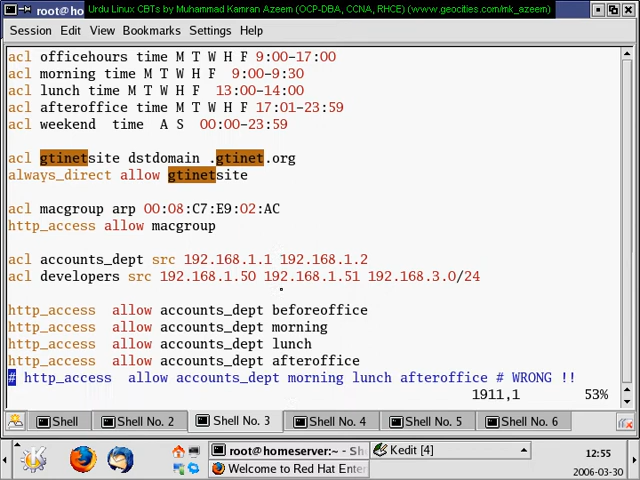 Urdu Linux CBTs by Muhammad Kamran Azeem (OCP-DBA, CCNA, RHCE) (www.geocities.com/mk_azeem)
root@hom
Session Edit View Bookmarks Settings Help
acl officehours time M T W H F 9:00-17:00
acl morning time M T W H F 9:00-9:30
acl lunch time M T W H F 13:00-14:00
acl afteroffice time M T W H F 17:01-23:59
acl weekend time A S 00:00-23:59
acl gtinetsite dstdomain .gtinet.org
always_direct allow gtinetsite
acl macgroup arp 00:08:C7:E9:02:AC
http_access allow macgroup
acl accounts_dept src 192.168.1.1 192.168.1.2
acl developers src 192.168.1.50 192.168.1.51 192.168.3.0/24
http_access allow accounts_dept beforeoffice
http_access allow accounts_dept morning
http_access allow accounts_dept lunch
http_access allow accounts_dept afteroffice
# http_access allow accounts_dept morning lunch afteroffice # WRONG !!
1911,1 53%
Shell Shell No. 2 Shell No. 3 Shell No. 4 Shell No. 5 Shell No. 6
root@homeserver:~ - Kedit [4]
Welcome to Red Hat Enter
12:55
2006-03-30